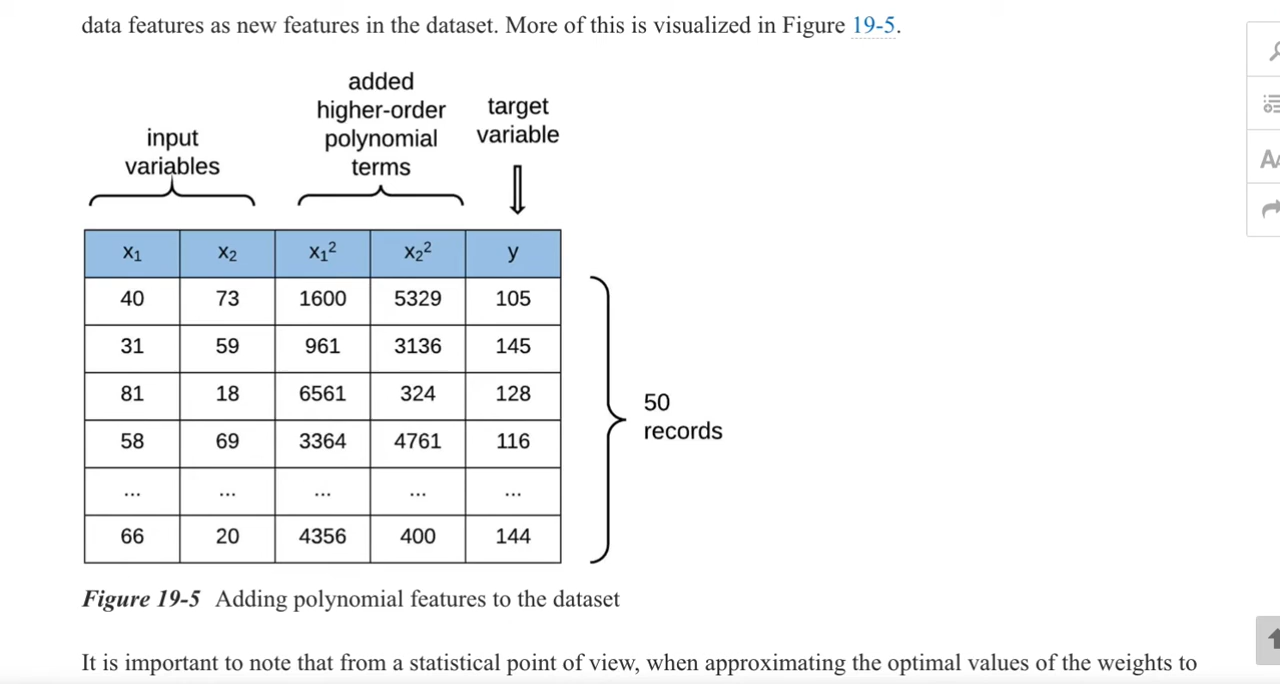 data features as new features in the dataset. More of this is visualized in Figure 19-5.
added
higher-order
polynomial
terms
target
variable
input
variables
x₁ x₂ x₁² x₂² y
40 73 1600 5329 105
31 59 961 3136 145
81 18 6561 324 128
58 69 3364 4761 116
... ... ... ... ...
66 20 4356 400 144
50
records
Figure 19-5 Adding polynomial features to the dataset
It is important to note that from a statistical point of view, when approximating the optimal values of the weights to